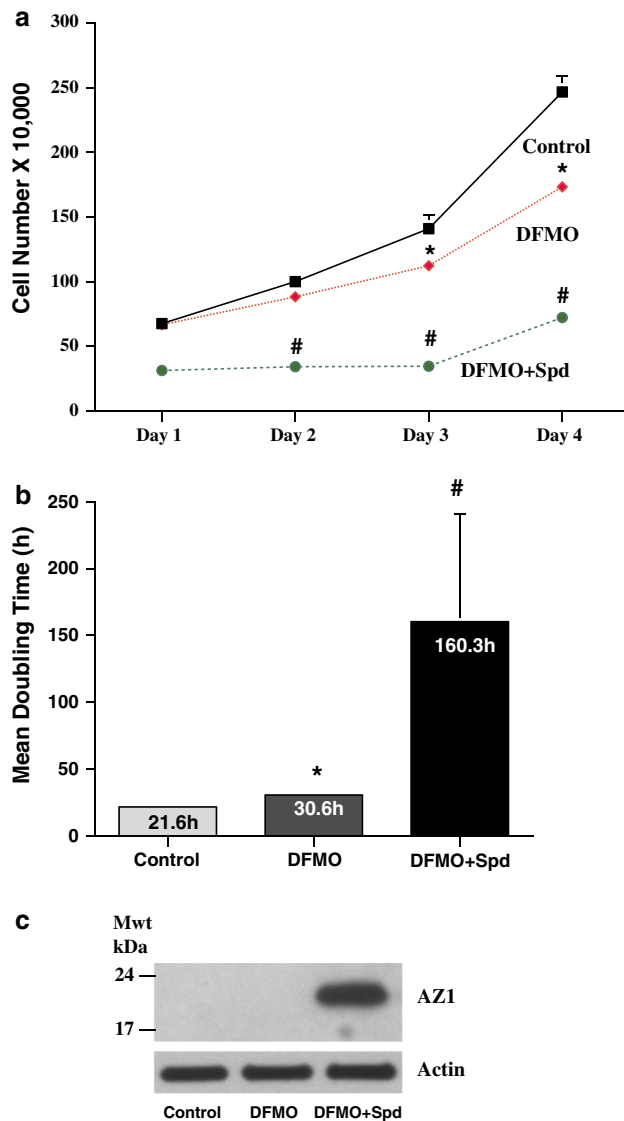 a
300
250
200
150
100
50
0
Cell Number X 10,000
Control
*
DFMO
*
#
#
#
DFMO+Spd
Day 1 Day 2 Day 3 Day 4
b
250
200
150
100
50
0
Mean Doubling Time (h)
#
160.3h
*
30.6h
21.6h
Control DFMO DFMO+Spd
c
Mwt
kDa
24
17
AZ1
Actin
Control DFMO DFMO+Spd